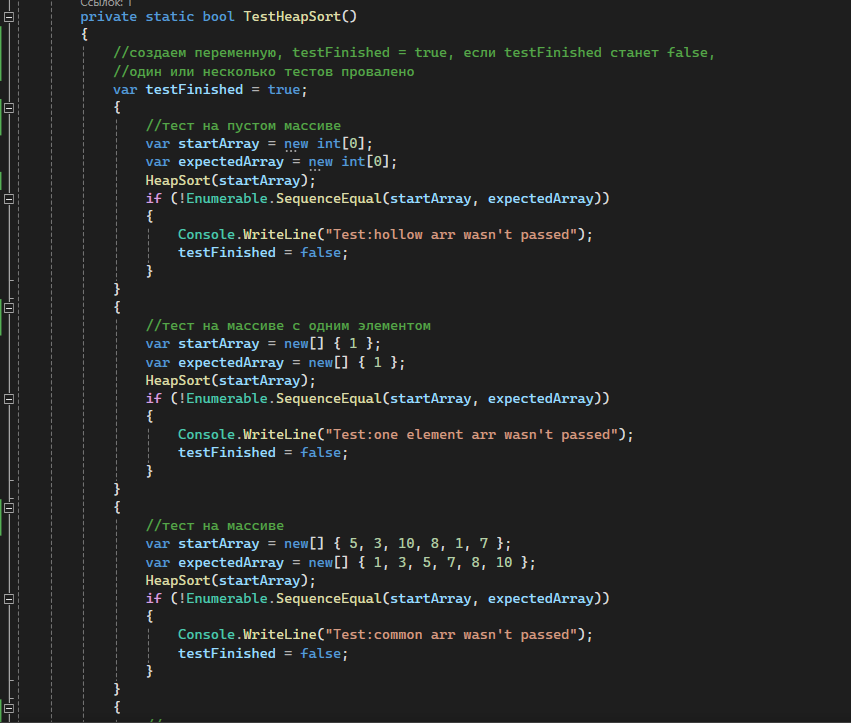 Ссылок: 1
private static bool TestHeapSort()
{
//создаем переменную, testFinished = true, если testFinished станет false,
//один или несколько тестов провалено
var testFinished = true;
{
//тест на пустом массиве
var startArray = new int[0];
var expectedArray = new int[0];
HeapSort(startArray);
if (!Enumerable.SequenceEqual(startArray, expectedArray))
{
Console.WriteLine("Test:hollow arr wasn't passed");
testFinished = false;
}
}
{
//тест на массиве с одним элементом
var startArray = new[] { 1 };
var expectedArray = new[] { 1 };
HeapSort(startArray);
if (!Enumerable.SequenceEqual(startArray, expectedArray))
{
Console.WriteLine("Test:one element arr wasn't passed");
testFinished = false;
}
}
{
//тест на массиве
var startArray = new[] { 5, 3, 10, 8, 1, 7 };
var expectedArray = new[] { 1, 3, 5, 7, 8, 10 };
HeapSort(startArray);
if (!Enumerable.SequenceEqual(startArray, expectedArray))
{
Console.WriteLine("Test:common arr wasn't passed");
testFinished = false;
}
}
{